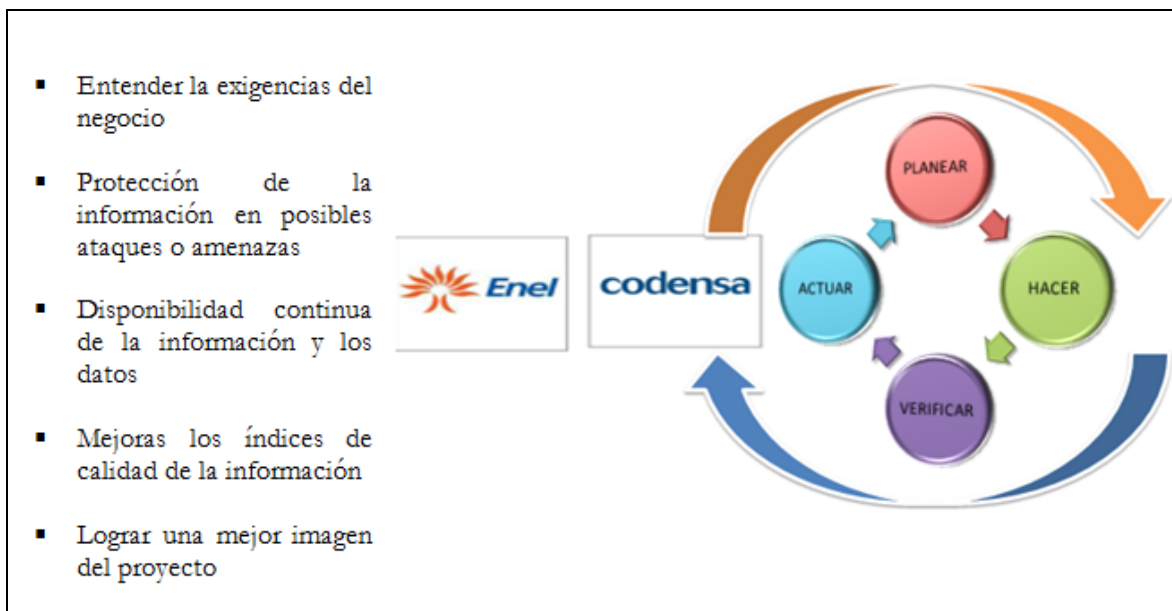 Entender la exigencias del
negocio
Protección de la
información en posibles
ataques o amenazas
Disponibilidad continua
de la información y los
datos
Mejoras los índices de
calidad de la información
Lograr una mejor imagen
del proyecto
Enel
codensa
PLANEAR
HACER
VERIFICAR
ACTUAR